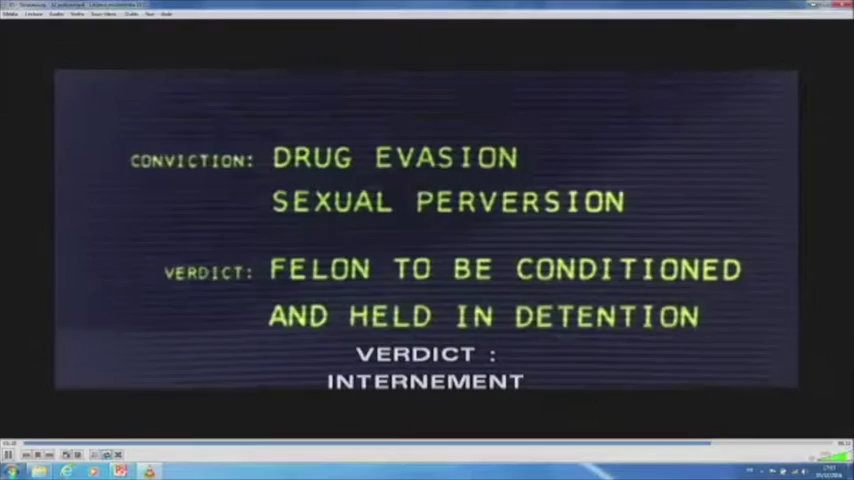 CONVICTION: DRUG EVASION
SEXUAL PERVERSION
VERDICT: FELON TO BE CONDITIONED
AND HELD IN DETENTION
VERDICT :
INTERNEMENT